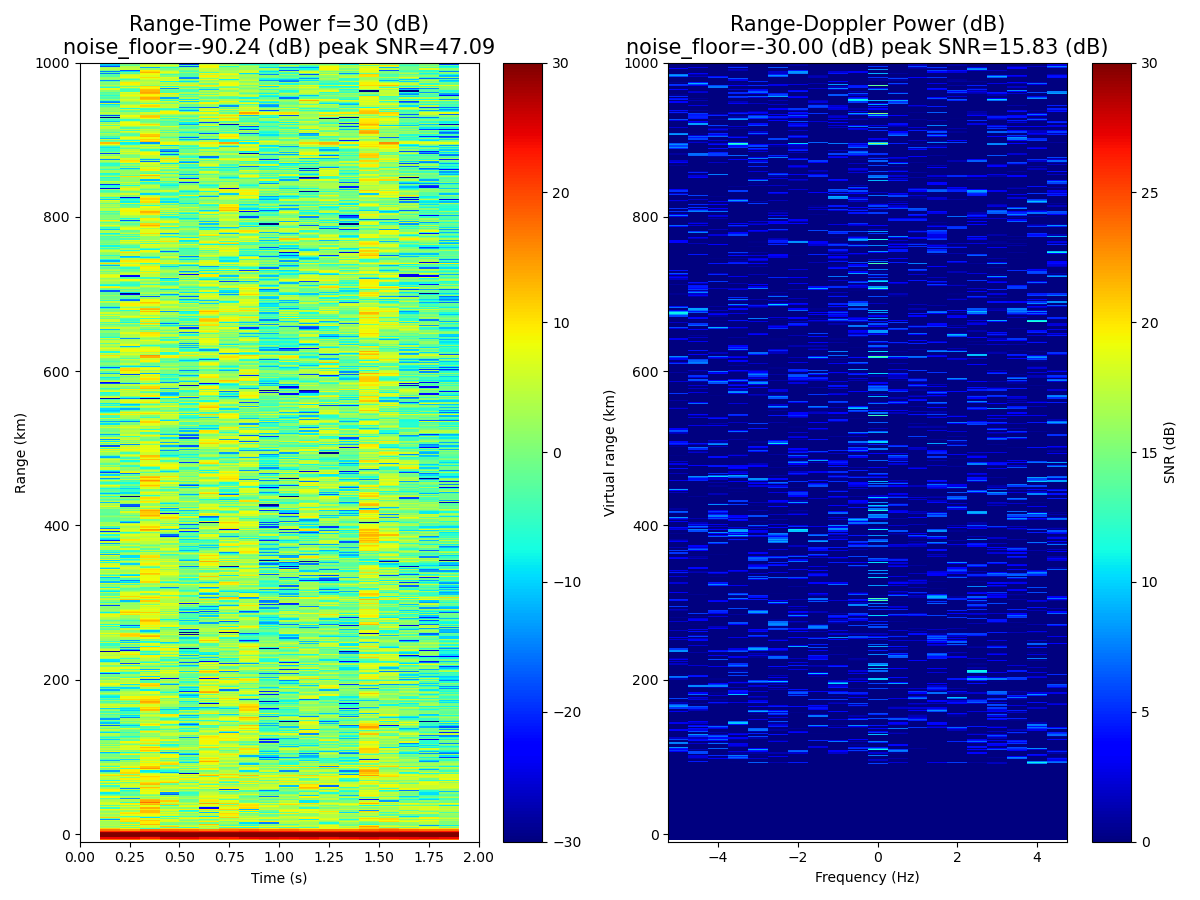 Range-Time Power f=30 (dB)
noise_floor=-90.24 (dB) peak SNR=47.09
Range-Doppler Power (dB)
noise_floor=-30.00 (dB) peak SNR=15.83 (dB)
1000
800
600
400
200
0
Range (km)
0.00 0.25 0.50 0.75 1.00 1.25 1.50 1.75 2.00
Time (s)
30
20
10
0
−10
−20
−30
1000
800
600
400
200
0
Virtual range (km)
−4 −2 0 2 4
Frequency (Hz)
30
25
20
15
10
5
0
SNR (dB)